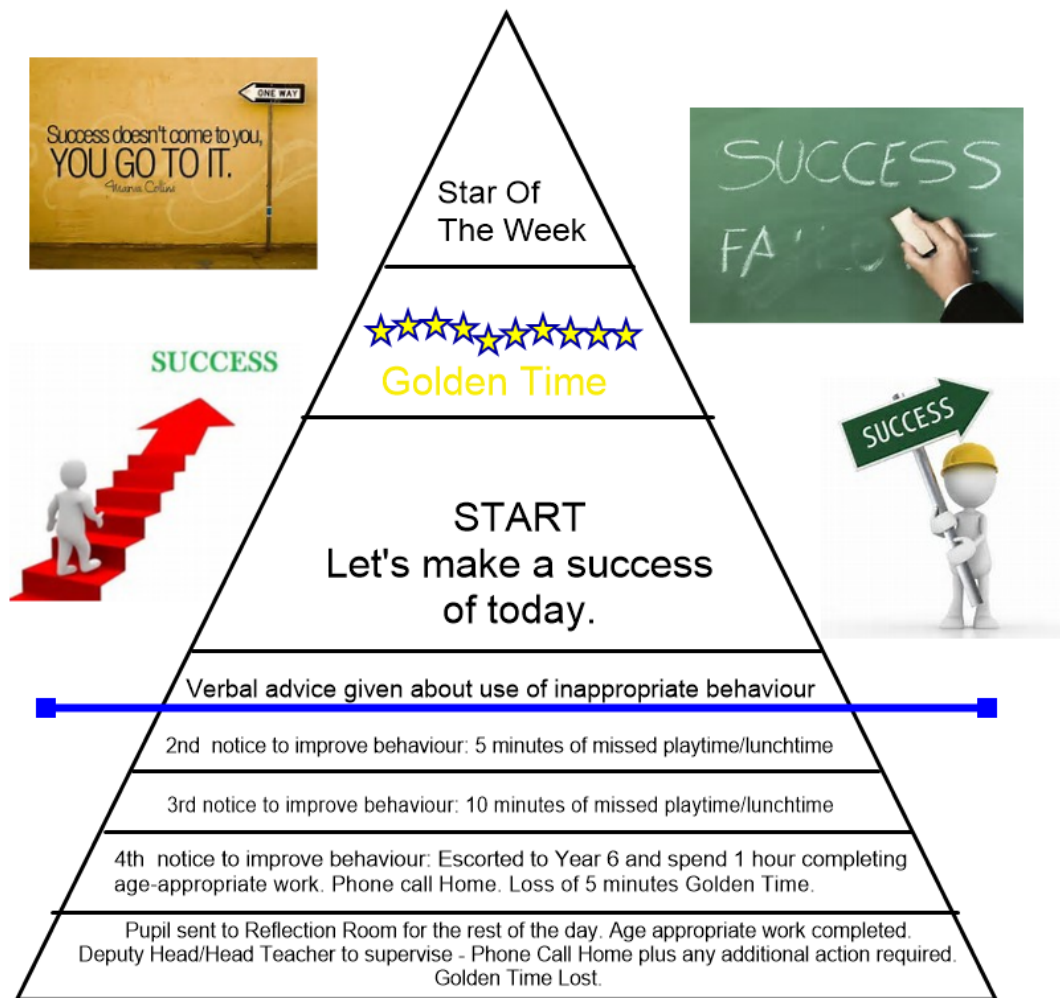 ONE WAY
Success doesn't come to you,
YOU GO TO IT.
Marva Collins
SUCCESS
Star Of
The Week
SUCCESS
Golden Time
SUCCESS
START
Let's make a success
of today.
Verbal advice given about use of inappropriate behaviour
2nd notice to improve behaviour: 5 minutes of missed playtime/lunchtime
3rd notice to improve behaviour: 10 minutes of missed playtime/lunchtime
4th notice to improve behaviour: Escorted to Year 6 and spend 1 hour completing
age-appropriate work. Phone call Home. Loss of 5 minutes Golden Time.
Pupil sent to Reflection Room for the rest of the day. Age appropriate work completed.
Deputy Head/Head Teacher to supervise - Phone Call Home plus any additional action required.
Golden Time Lost.